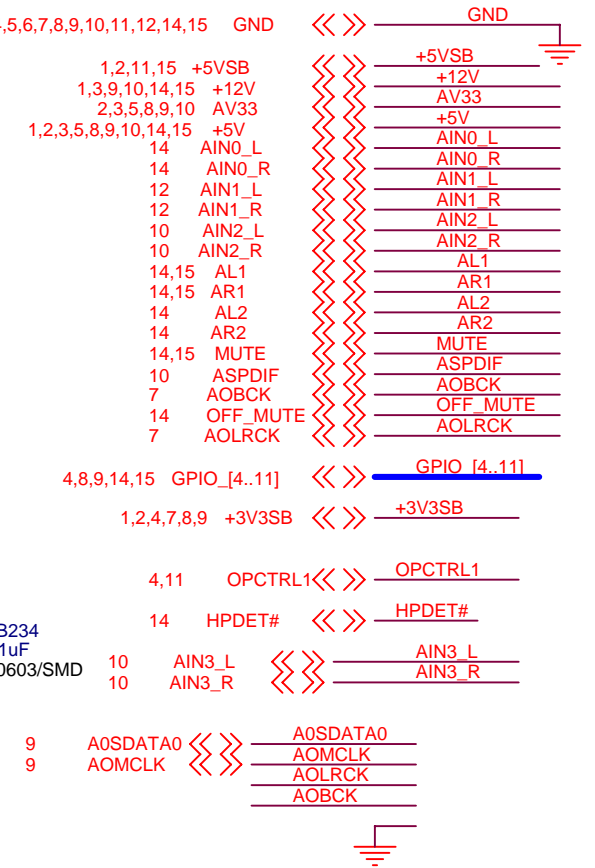 ,5,6,7,8,9,10,11,12,14,15 GND GND
1,2,11,15 +5VSB +5VSB
1,3,9,10,14,15 +12V +12V
2,3,5,8,9,10 AV33 AV33
1,2,3,5,8,9,10,14,15 +5V +5V
14 AIN0_L AIN0_L
14 AIN0_R AIN0_R
12 AIN1_L AIN1_L
12 AIN1_R AIN1_R
10 AIN2_L AIN2_L
10 AIN2_R AIN2_R
14,15 AL1 AL1
14,15 AR1 AR1
14 AL2 AL2
14 AR2 AR2
14,15 MUTE MUTE
10 ASPDIF ASPDIF
7 AOBCK AOBCK
14 OFF_MUTE OFF_MUTE
7 AOLRCK AOLRCK
4,8,9,14,15 GPIO_[4..11] GPIO_[4..11]
1,2,4,7,8,9 +3V3SB +3V3SB
4,11 OPCTRL1 OPCTRL1
14 HPDET# HPDET#
B234
1uF
0603/SMD
10 AIN3_L AIN3_L
10 AIN3_R AIN3_R
9 A0SDATA0 A0SDATA0
9 AOMCLK AOMCLK
AOLRCK
AOBCK